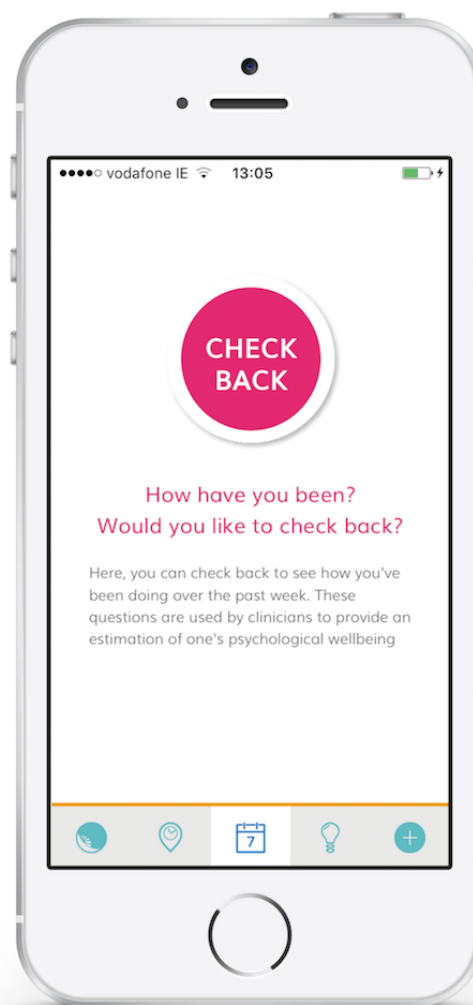 vodafone IE 13:05
CHECK
BACK
How have you been?
Would you like to check back?
Here, you can check back to see how you've
been doing over the past week. These
questions are used by clinicians to provide an
estimation of one's psychological wellbeing
7